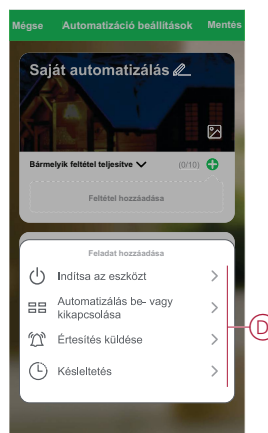 Mégse Automatizáció beállítások Mentés
Saját automatizálás
Bármelyik feltétel teljesítve (0/10)
Feltétel hozzáadása
Feladat hozzáadása
Indítsa az eszközt
Automatizálás be- vagy
kikapcsolása
Értesítés küldése
Késleltetés
D